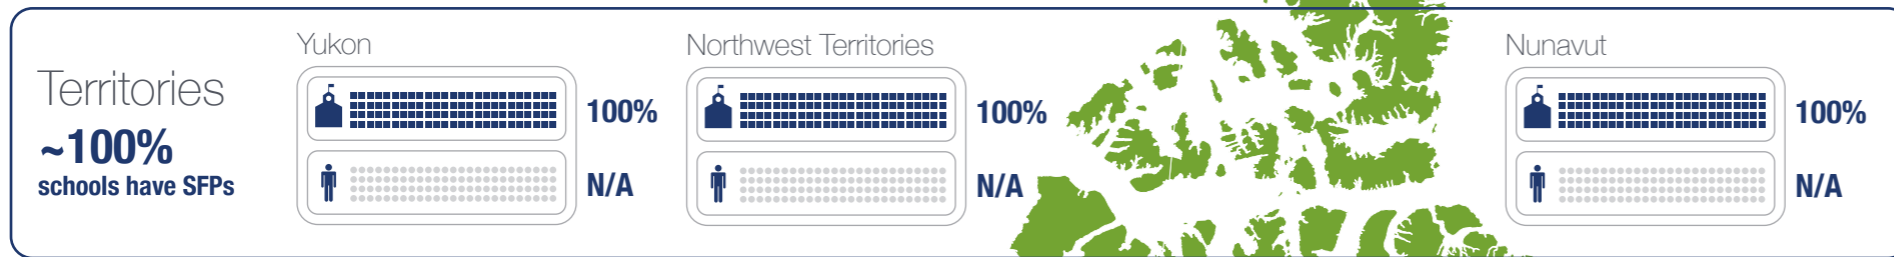 Territories
~100%
schools have SFPs
Yukon
100%
N/A
Northwest Territories
100%
N/A
Nunavut
100%
N/A